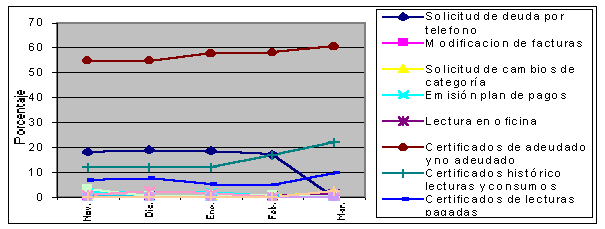 70
60
50
40
30
20
10
0
Porcentaje
Nov.
Dic.
Ene.
Feb.
Mar.
Solicitud de deuda por
telefono
Modificacion de facturas
Solicitud de cambios de
categoría
Emisión plan de pagos
Lectura en oficina
Certificados de adeudado
y no adeudado
Certificados histórico
lecturas y consumos
Certificados de lecturas
pagadas